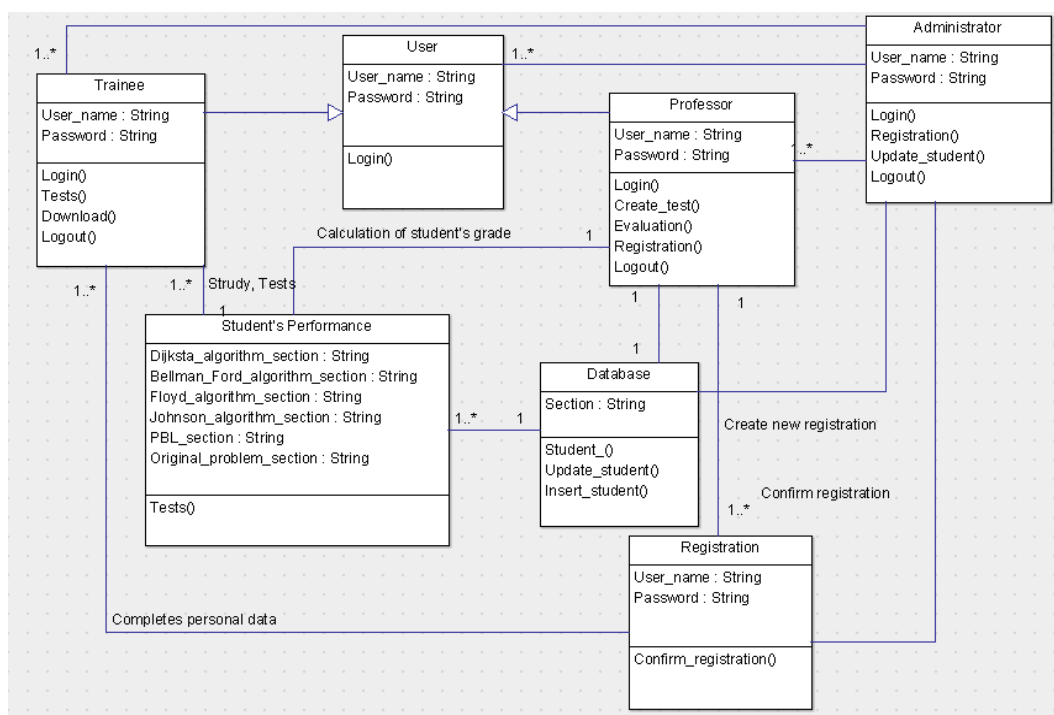 Administrator
User_name : String
Password : String
Login()
Registration()
Update_student()
Logout()
1..*
User
User_name : String
Password : String
Login()
1..*
Trainee
User_name : String
Password : String
Login()
Tests()
Download()
Logout()
Professor
User_name : String
Password : String
Login()
Create_test()
Evaluation()
Registration()
Logout()
1..*
Calculation of student's grade
1
1..*
1..*
Strudy, Tests
1
1
1
1
Student's Performance
Dijksta_algorithm_section : String
Bellman_Ford_algorithm_section : String
Floyd_algorithm_section : String
Johnson_algorithm_section : String
PBL_section : String
Original_problem_section : String
Tests()
1..*
1
Database
Section : String
Student_()
Update_student()
Insert_student()
Create new registration
Confirm registration
1..*
Registration
User_name : String
Password : String
Confirm_registration()
Completes personal data